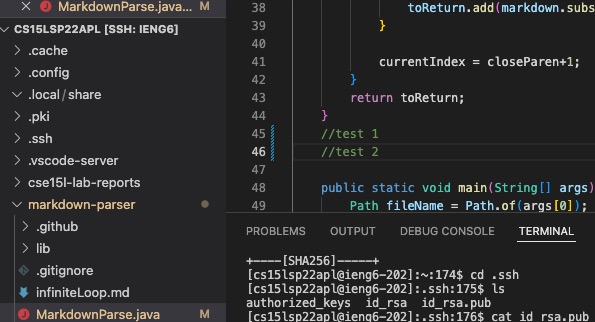 MarkdownParse.java... M
CS15LSP22APL [SSH: IENG6]
.cache
.config
.local/share
.pki
.ssh
.vscode-server
cse15l-lab-reports
markdown-parser
.github
lib
.gitignore
infiniteLoop.md
MarkdownParse.java M
38 toReturn.add(markdown.subs
39 }
40
41 currentIndex = closeParen+1;
42 }
43 return toReturn;
44 }
45 //test 1
46 //test 2
47
48 public static void main(String[] args)
49 Path fileName = Path.of(args[0]);
PROBLEMS OUTPUT DEBUG CONSOLE TERMINAL
+----[SHA256]-----+
[cs15lsp22apl@ieng6-202]:~:174$ cd .ssh
[cs15lsp22apl@ieng6-202]:.ssh:175$ ls
authorized_keys id_rsa id_rsa.pub
[cs15lsp22apl@ieng6-202]:.ssh:176$ cat id_rsa.pub